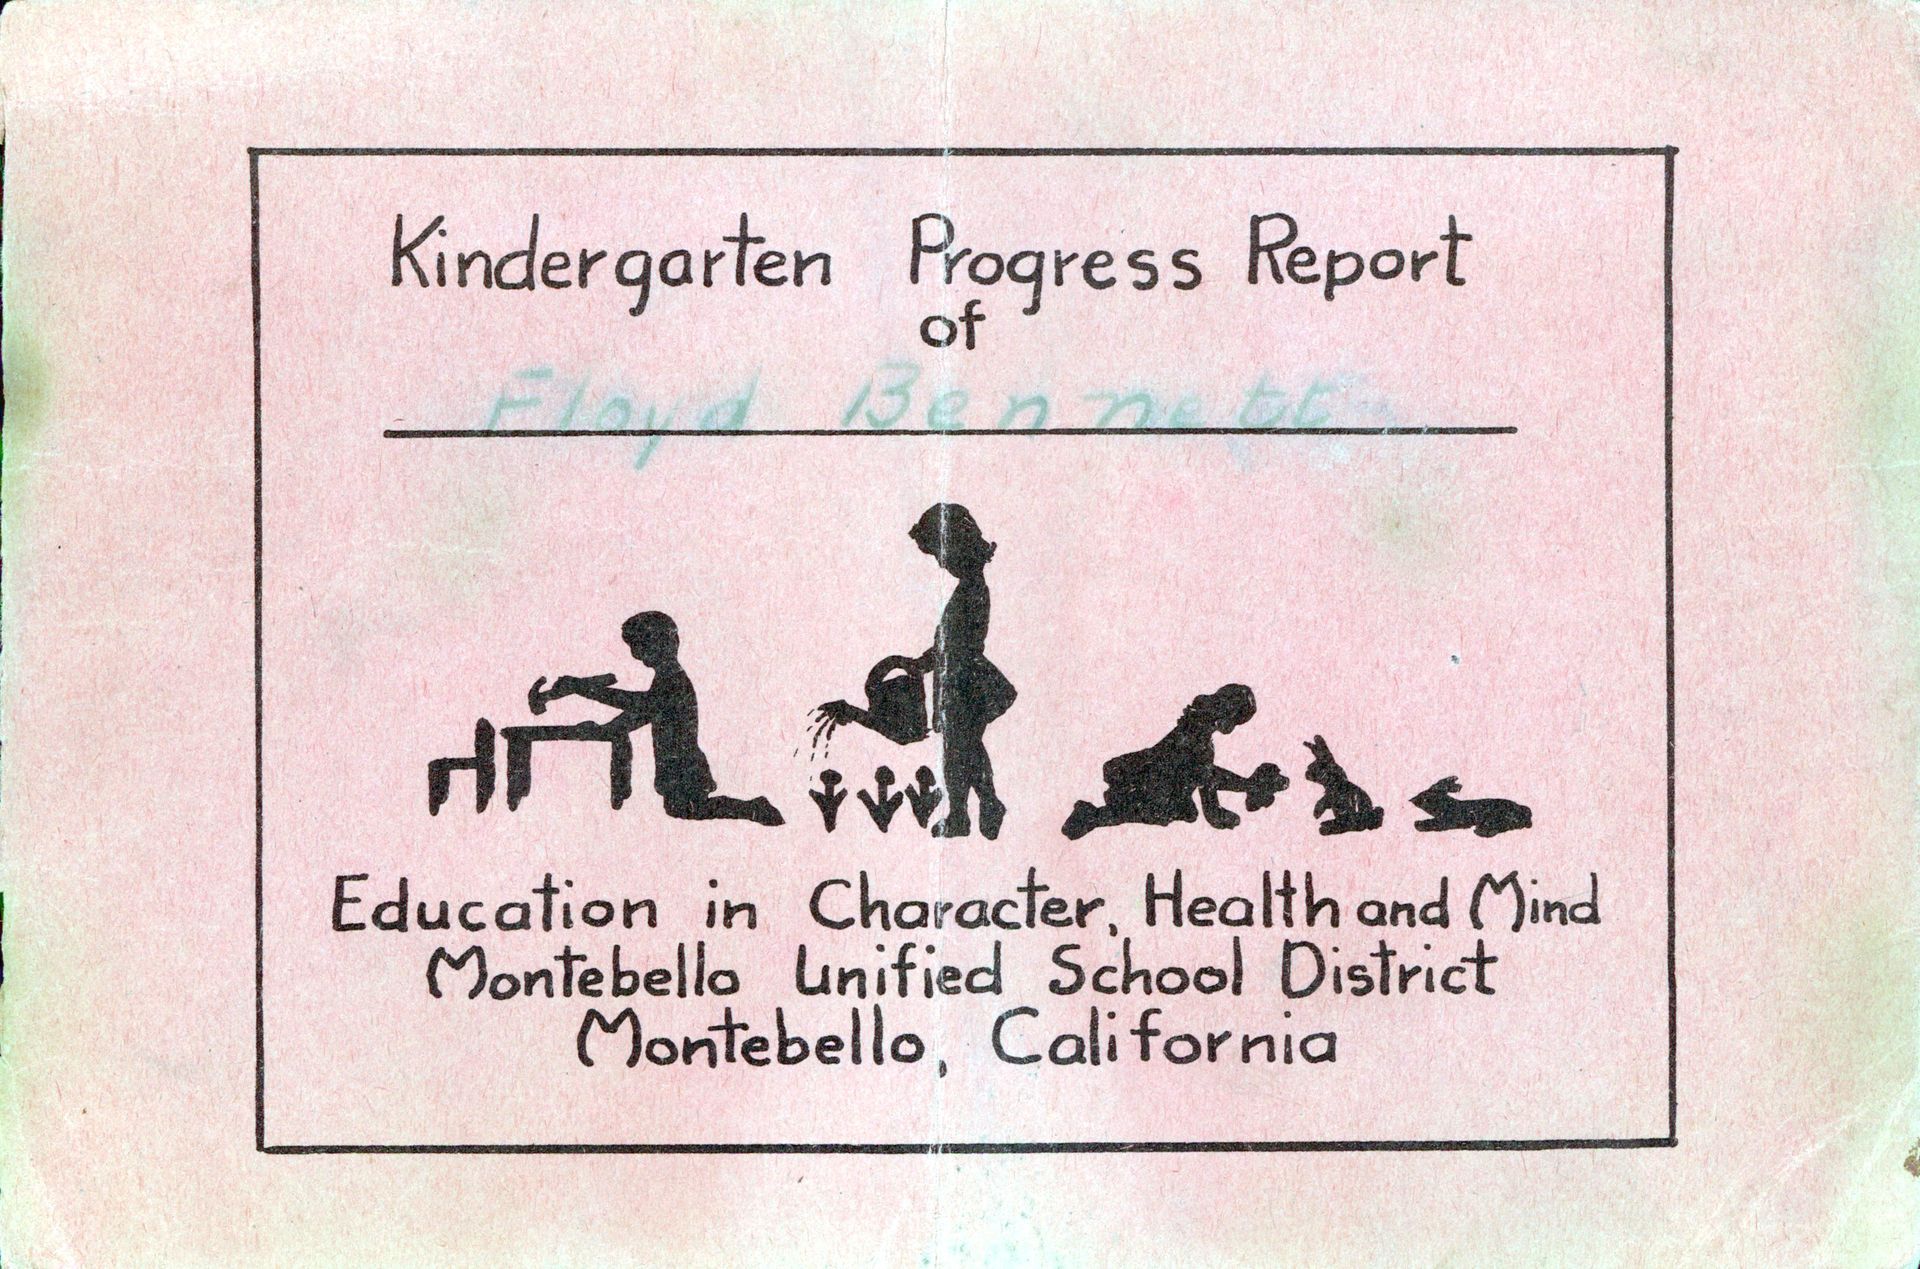 Kindergarten Progress Report
of
Floyd Bennett
Education in Character, Health and Mind
Montebello Unified School District
Montebello, California